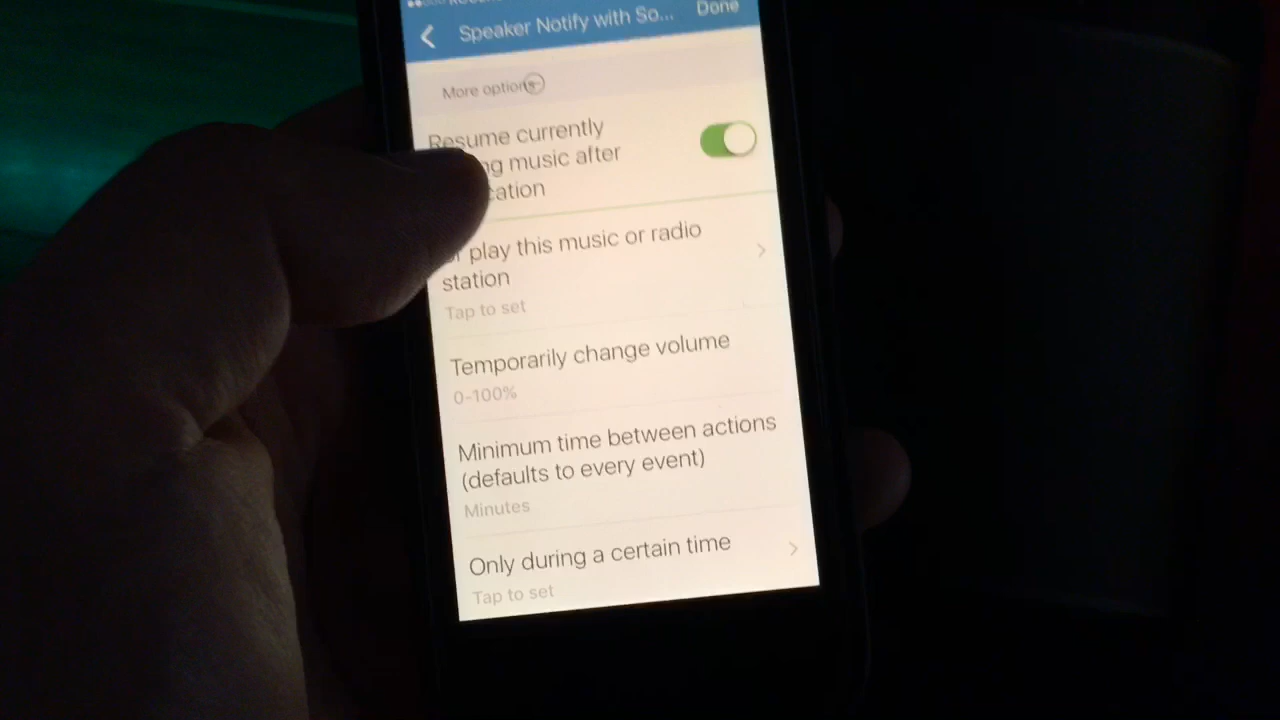 Speaker Notify with So...
Done
More option
Resume currently
ng music after
cation
play this music or radio
station
Tap to set
Temporarily change volume
0-100%
Minimum time between actions
(defaults to every event)
Minutes
Only during a certain time
Tap to set